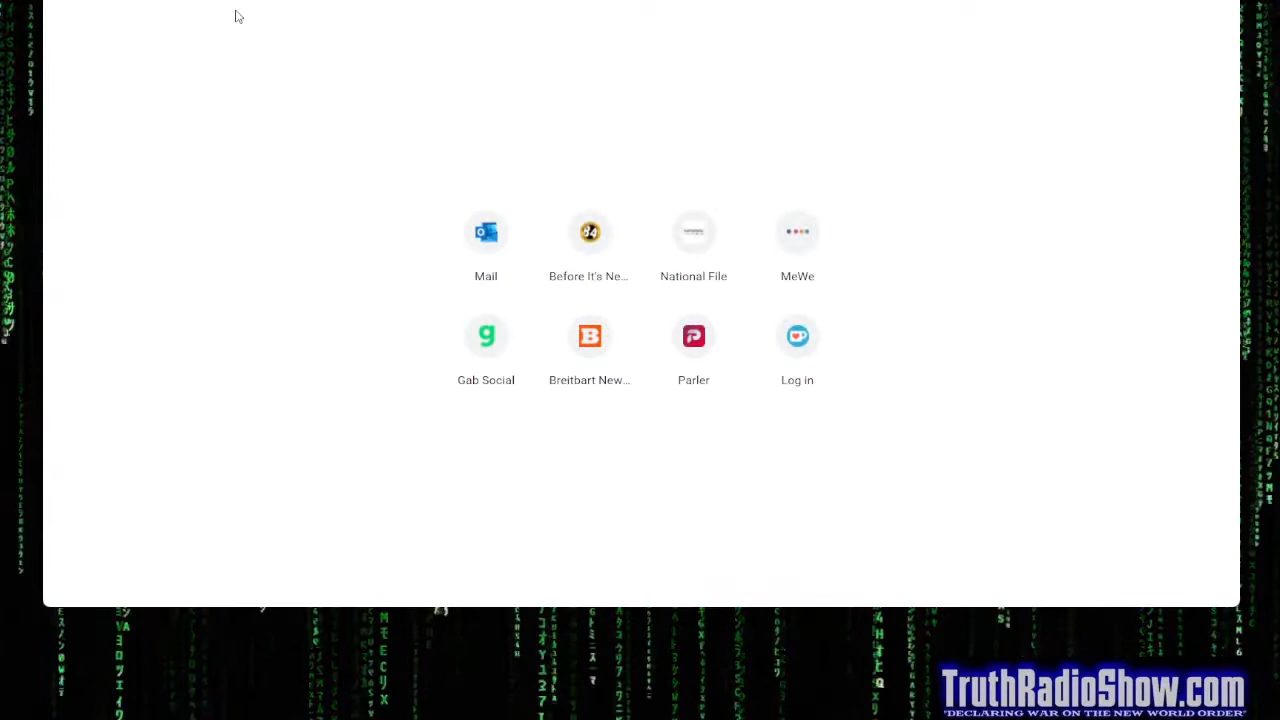 Mail
Before It's Ne...
National File
MeWe
Gab Social
Breitbart New...
Parler
Log in
TruthRadioShow.com
"DECLARING WAR ON THE NEW WORLD ORDER"